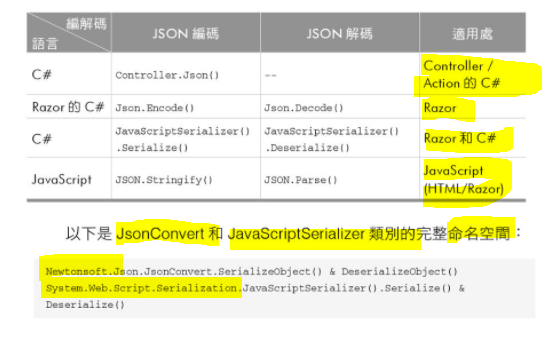 編解碼
語言
JSON 編碼 JSON 解碼 適用處
C# Controller.Json() -- Controller /
Action 的 C#
Razor 的 C# Json.Encode() Json.Decode() Razor
C# JavaScriptSerializer() JavaScriptSerializer() Razor 和 C#
.Serialize() .Deserialize()
JavaScript JSON.Stringify() JSON.Parse() JavaScript
(HTML/Razor)
以下是 JsonConvert 和 JavaScriptSerializer 類別的完整命名空間：
Newtonsoft.Json.JsonConvert.SerializeObject() & DeserializeObject()
System.Web.Script.Serialization.JavaScriptSerializer().Serialize() &
Deserialize()